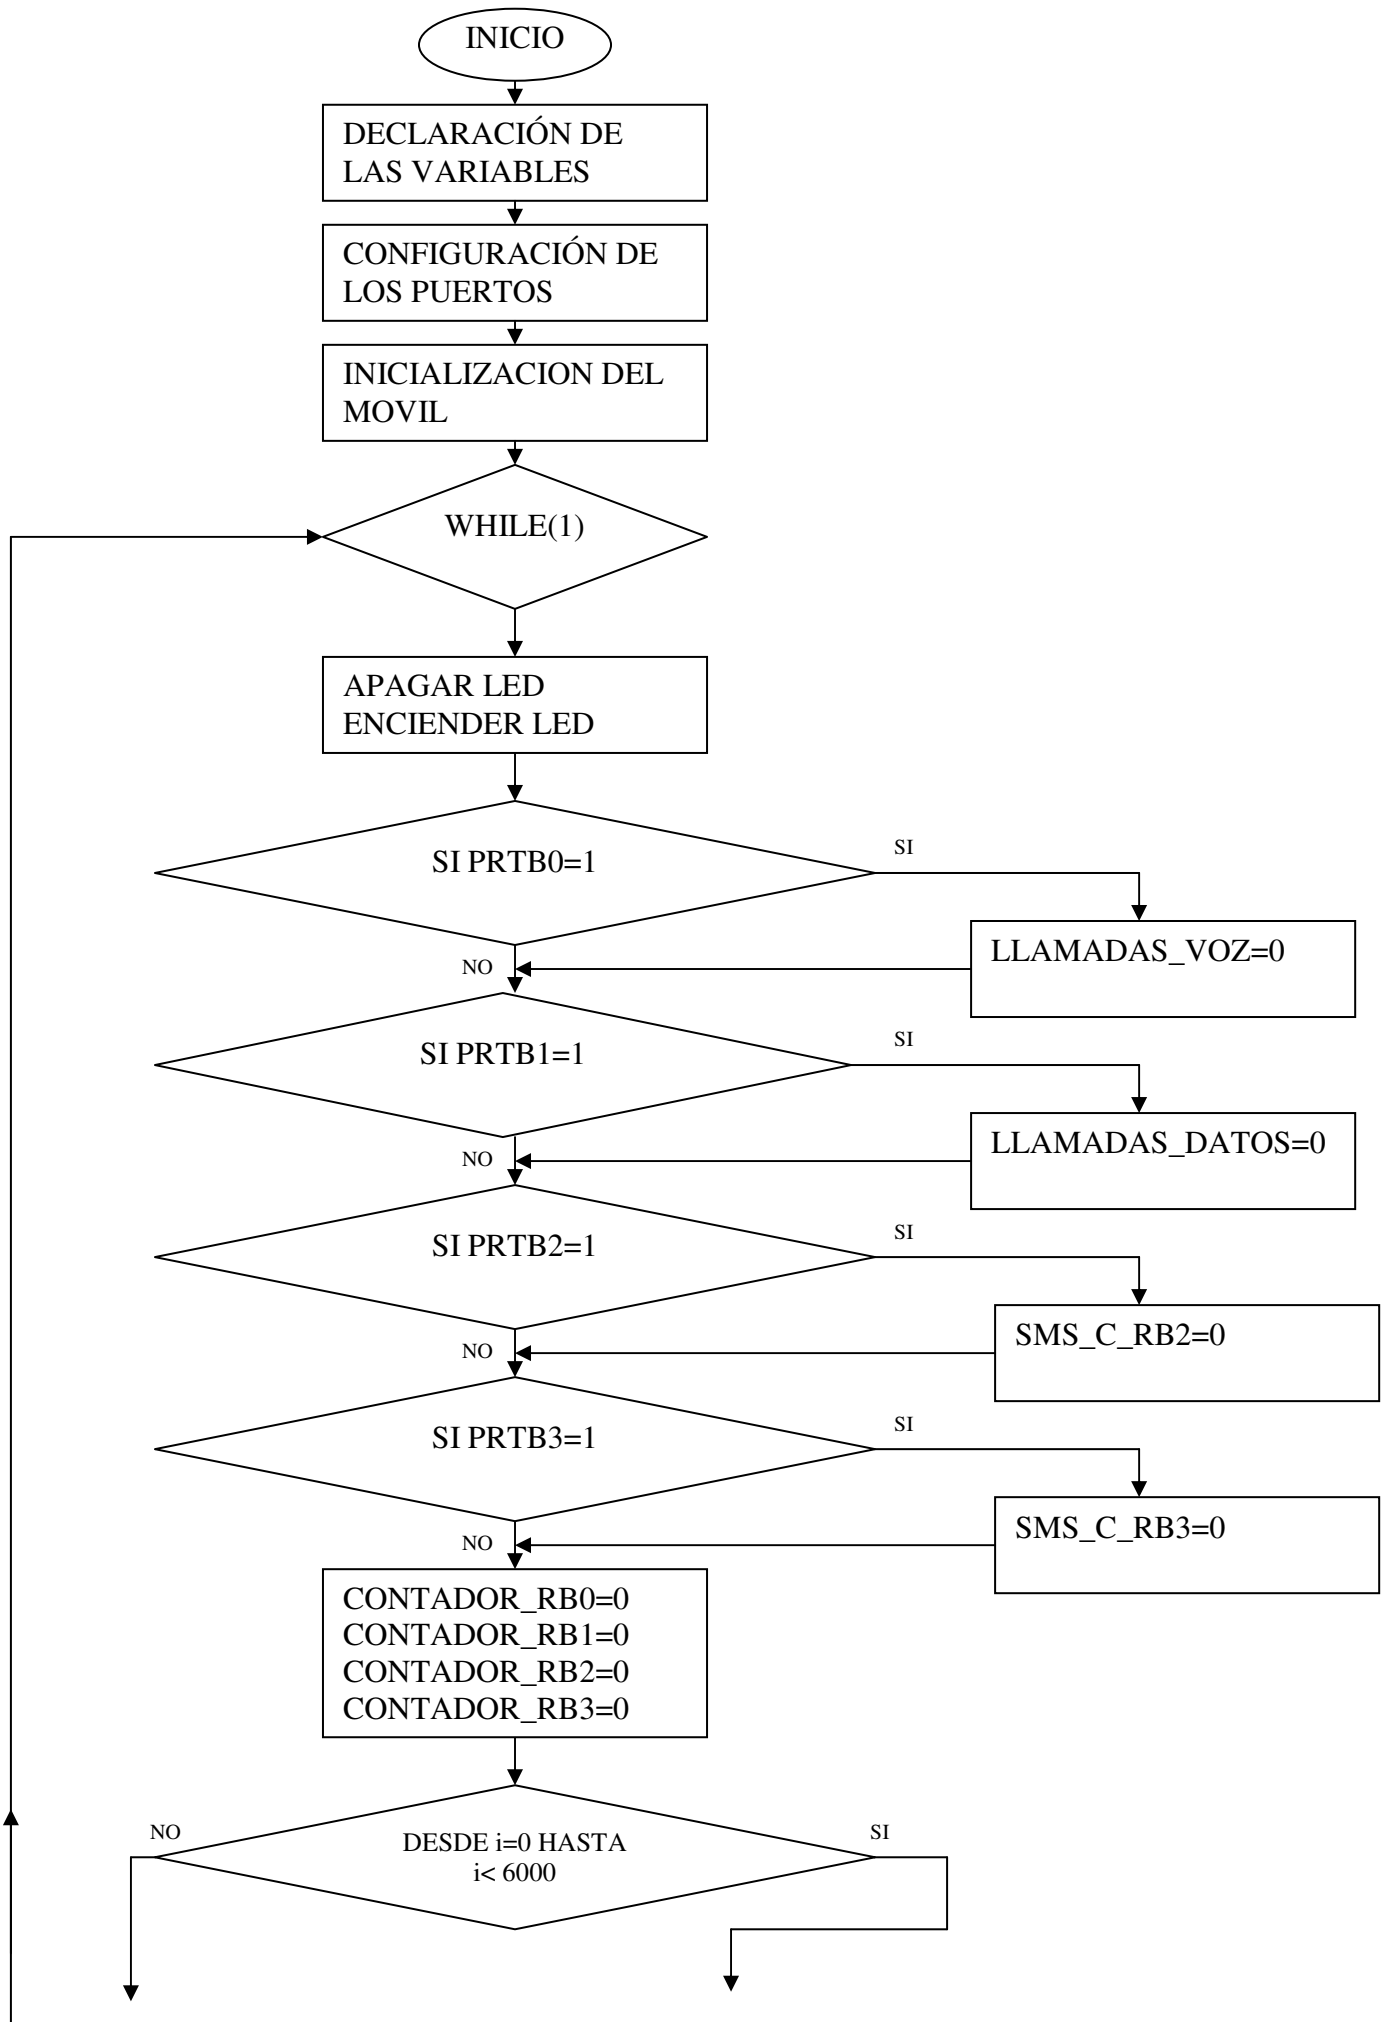 INICIO
DECLARACIÓN DE
LAS VARIABLES
CONFIGURACIÓN DE
LOS PUERTOS
INICIALIZACION DEL
MOVIL
WHILE(1)
APAGAR LED
ENCIENDER LED
SI PRTB0=1
SI
LLAMADAS_VOZ=0
NO
SI PRTB1=1
SI
LLAMADAS_DATOS=0
NO
SI PRTB2=1
SI
SMS_C_RB2=0
NO
SI PRTB3=1
SI
SMS_C_RB3=0
NO
CONTADOR_RB0=0
CONTADOR_RB1=0
CONTADOR_RB2=0
CONTADOR_RB3=0
NO
DESDE i=0 HASTA
i< 6000
SI